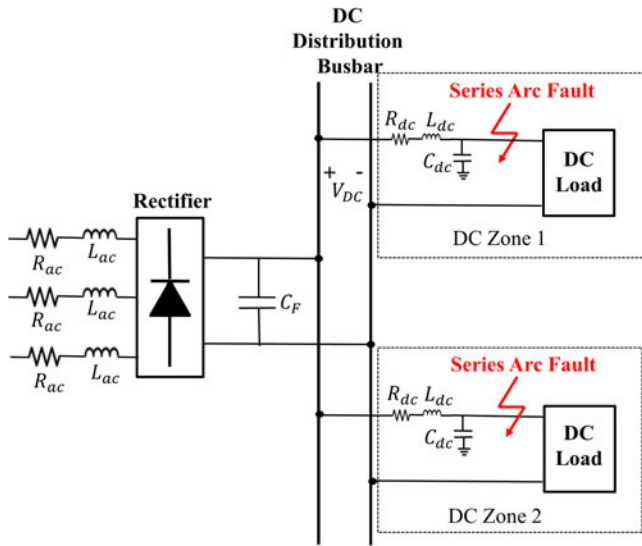 DC
Distribution
Busbar
Series Arc Fault
R_dc L_dc
C_dc
DC
Load
+ -
V_DC
DC Zone 1
Rectifier
R_ac L_ac
R_ac L_ac
R_ac L_ac
C_F
Series Arc Fault
R_dc L_dc
C_dc
DC
Load
DC Zone 2